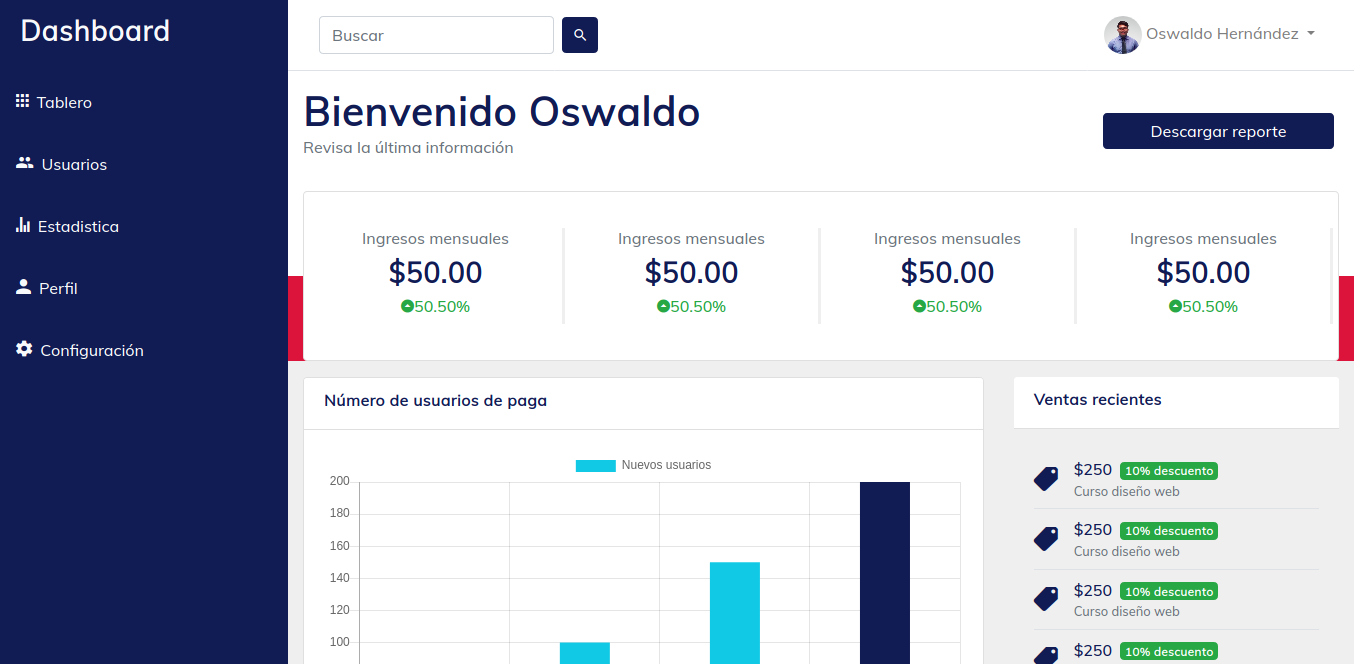 Dashboard
Tablero
Usuarios
Estadistica
Perfil
Configuración
Buscar
Oswaldo Hernández
Bienvenido Oswaldo
Revisa la última información
Descargar reporte
Ingresos mensuales
$50.00
50.50%
Ingresos mensuales
$50.00
50.50%
Ingresos mensuales
$50.00
50.50%
Ingresos mensuales
$50.00
50.50%
Número de usuarios de paga
Nuevos usuarios
200
180
160
140
120
100
Ventas recientes
$250 10% descuento
Curso diseño web
$250 10% descuento
Curso diseño web
$250 10% descuento
Curso diseño web
$250 10% descuento